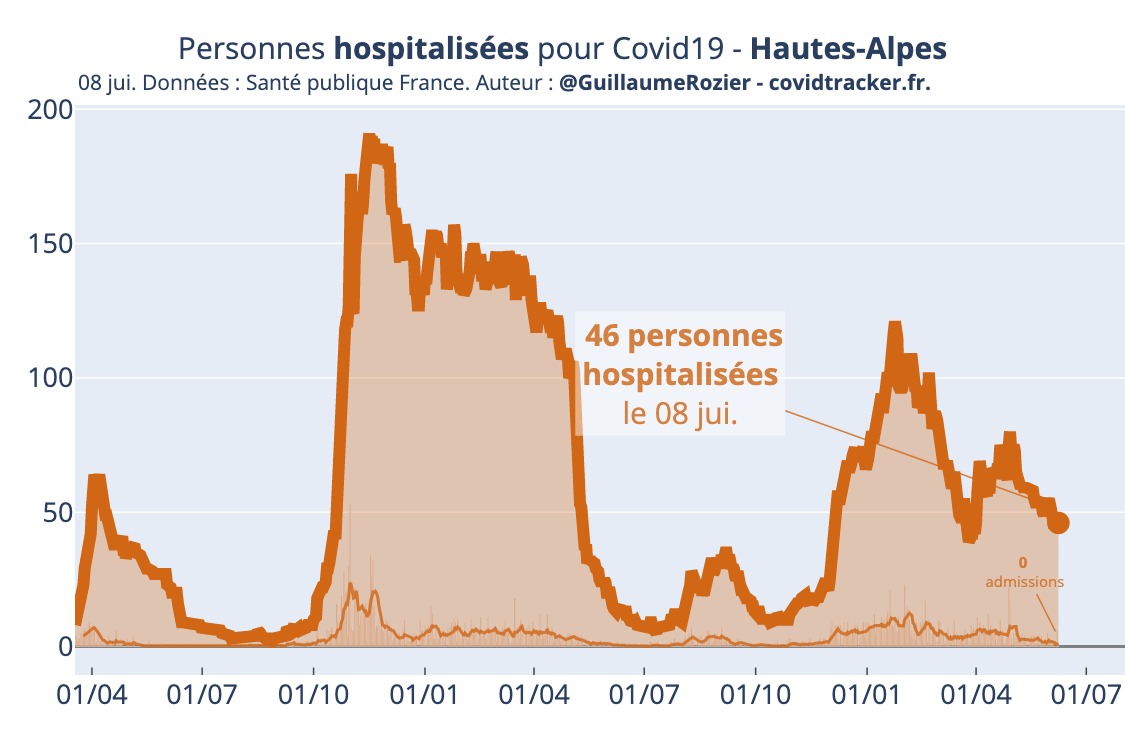 Personnes hospitalisées pour Covid19 - Hautes-Alpes
08 jui. Données : Santé publique France. Auteur : @GuillaumeRozier - covidtracker.fr.
200
150
46 personnes
hospitalisées
le 08 jui.
100
50
0
admissions
0
01/04 01/07 01/10 01/01 01/04 01/07 01/10 01/01 01/04 01/07